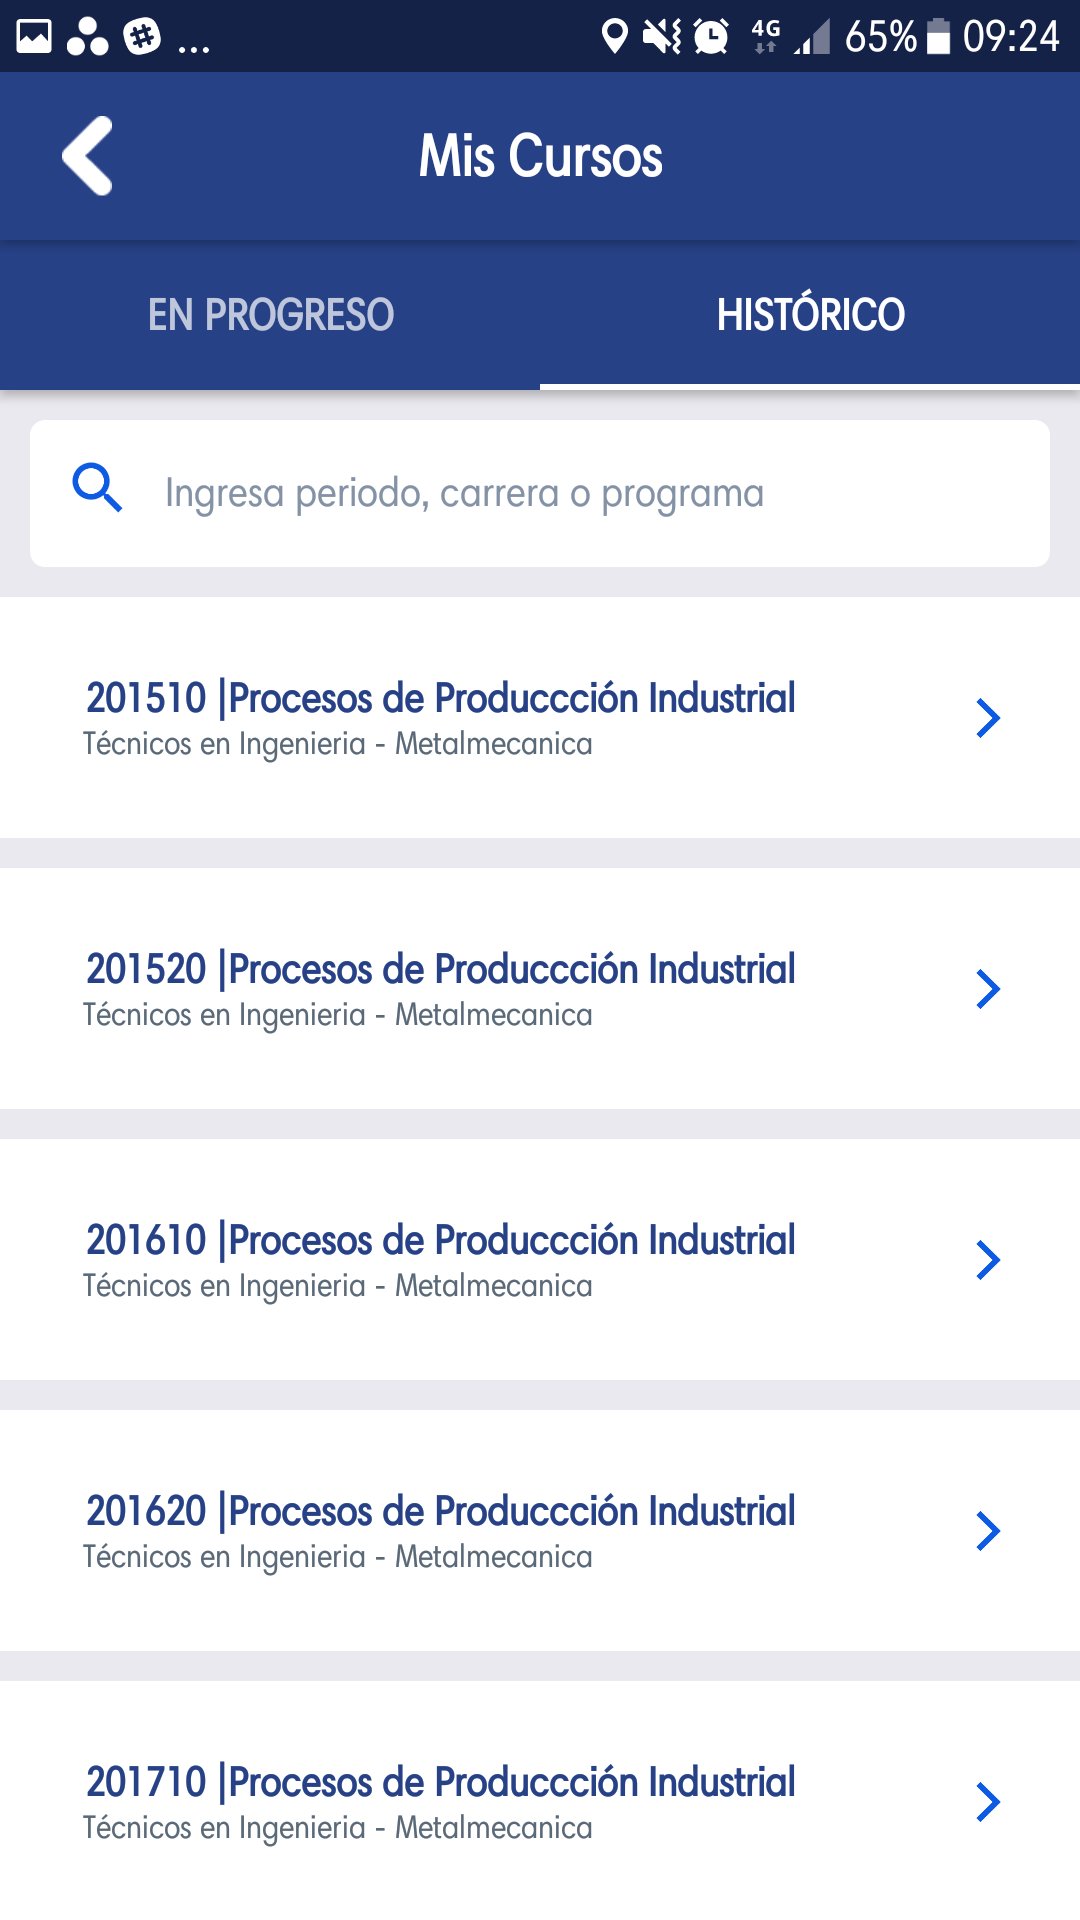 ... 4G 65% 09:24
Mis Cursos
EN PROGRESO HISTÓRICO
Ingresa periodo, carrera o programa
201510 |Procesos de Produccción Industrial
Técnicos en Ingenieria - Metalmecanica
201520 |Procesos de Produccción Industrial
Técnicos en Ingenieria - Metalmecanica
201610 |Procesos de Produccción Industrial
Técnicos en Ingenieria - Metalmecanica
201620 |Procesos de Produccción Industrial
Técnicos en Ingenieria - Metalmecanica
201710 |Procesos de Produccción Industrial
Técnicos en Ingenieria - Metalmecanica